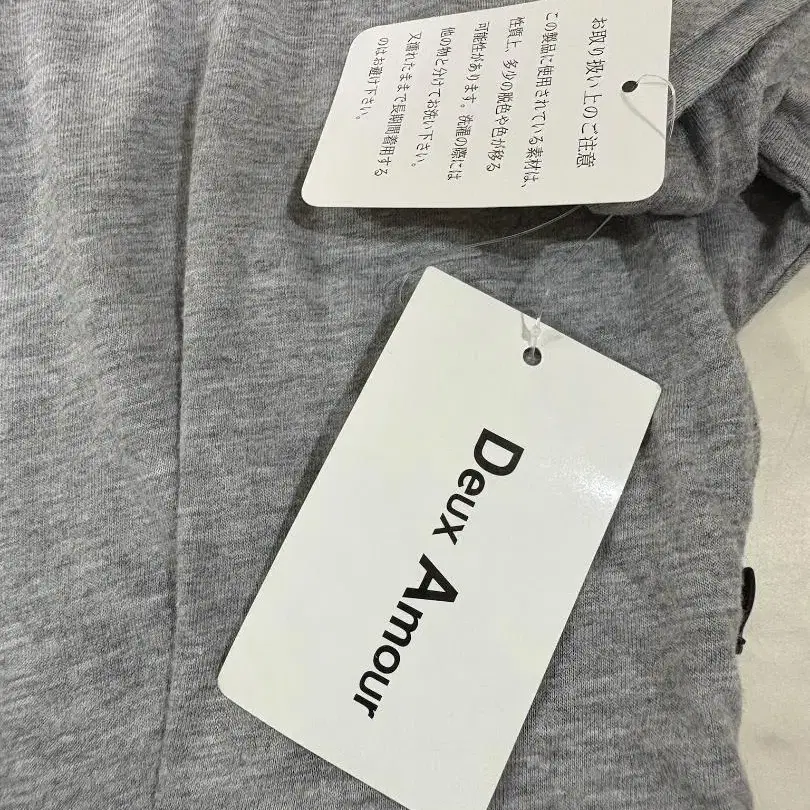 お取り扱い上のご注意
この製品に使用されている素材は、
性質上、多少の脱色や色が移る
可能性があります。洗濯の際には
他の物と分けてお洗い下さい。
又濡れたままで長期間着用する
のはお避け下さい。
Deux Amour